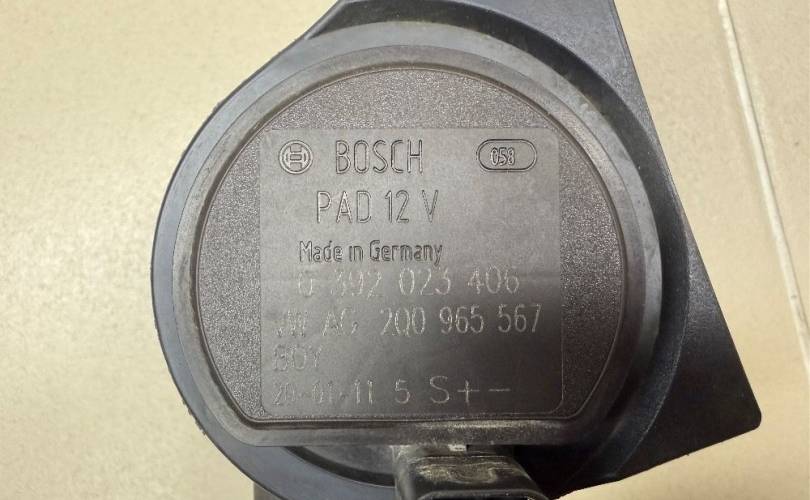 BOSCH 058
PAD 12 V
Made in Germany
0 392 023 406
VW AG 2Q0 965 567
BOY
20-01-11 5 S+-